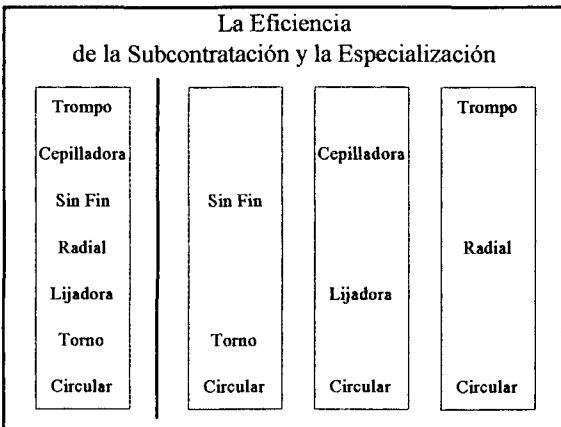 La Eficiencia
de la Subcontratación y la Especialización
Trompo
Cepilladora
Sin Fin
Radial
Lijadora
Torno
Circular
Sin Fin
Torno
Circular
Cepilladora
Lijadora
Circular
Trompo
Radial
Circular